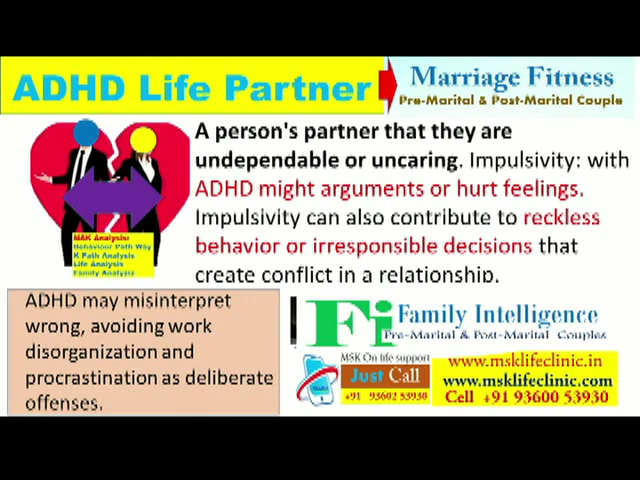 ADHD Life Partner
Marriage Fitness
Pre-Marital & Post-Marital Couple
A person's partner that they are
undependable or uncaring. Impulsivity: with
ADHD might arguments or hurt feelings.
Impulsivity can also contribute to reckless
behavior or irresponsible decisions that
create conflict in a relationship.
MSK Analysis:
Behaviour Path Way
K Path Analysis
Life Analysis
Family Analysis
ADHD may misinterpret
wrong, avoiding work
disorganization and
procrastination as deliberate
offenses.
Fi
Family Intelligence
Pre-Marital & Post-Marital Couples
MSK On life support
Just Call
+91 93602 53930
www.msklifeclinic.in
www.msklifeclinic.com
Cell +91 93600 53930